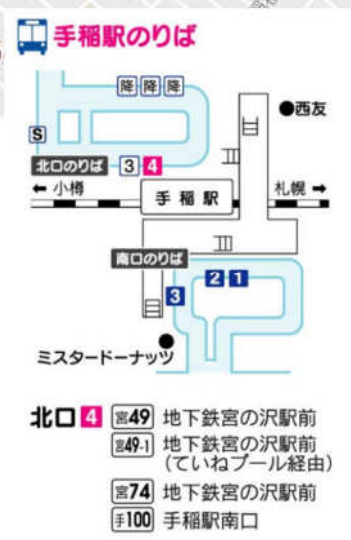 手稲駅のりば
降 降 降
●西友
S
北口のりば 3 4
← 小樽
手稲駅
札幌 →
南口のりば
2 1
3
ミスタードーナッツ
北口 4 宮49 地下鉄宮の沢駅前
宮49-1 地下鉄宮の沢駅前
(ていねプール経由)
宮74 地下鉄宮の沢駅前
手100 手稲駅南口